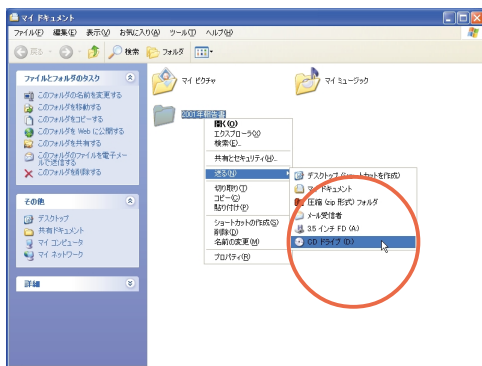 マイ ドキュメント
ファイル(F) 編集(E) 表示(V) お気に入り(A) ツール(T) ヘルプ(H)
戻る 検索 フォルダ
ファイルとフォルダのタスク
このフォルダの名前を変更する
このフォルダを移動する
このフォルダをコピーする
このフォルダを Web に公開する
このフォルダを共有する
このフォルダのファイルを電子メールで送信する
このフォルダを削除する
その他
デスクトップ
共有ドキュメント
マイ コンピュータ
マイ ネットワーク
詳細
マイ ピクチャ
マイ ミュージック
2001年報告書
開く(O)
エクスプローラ(X)
検索(E)...
共有とセキュリティ(H)...
送る(N)
切り取り(T)
コピー(C)
貼り付け(P)
ショートカットの作成(S)
削除(D)
名前の変更(M)
プロパティ(R)
デスクトップ (ショートカットを作成)
マイ ドキュメント
圧縮 (zip 形式) フォルダ
メール受信者
3.5 インチ FD (A)
CD ドライブ (D:)